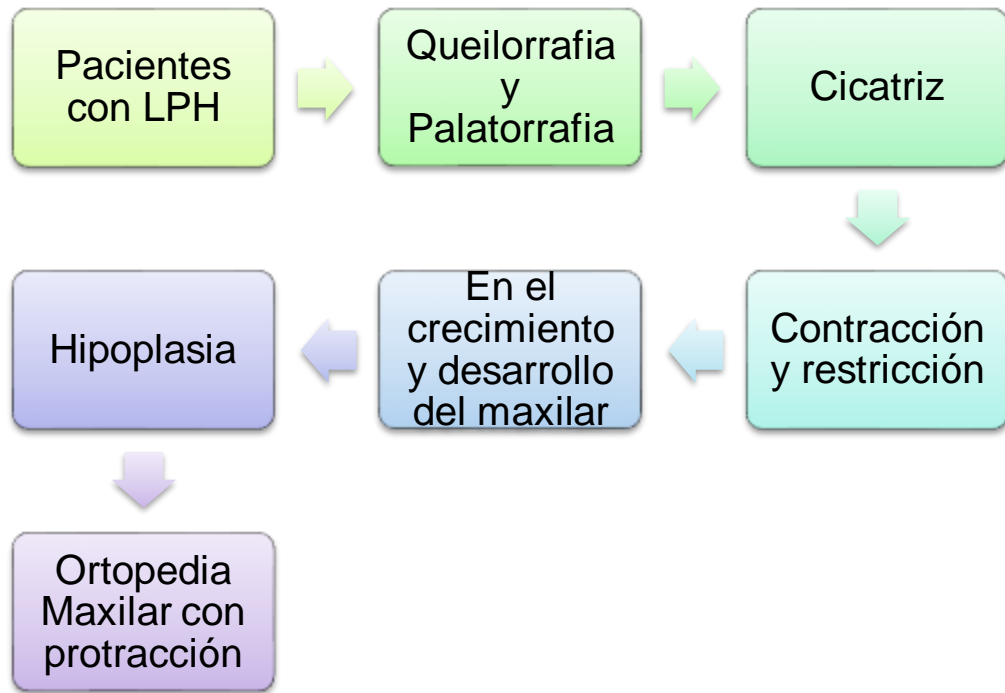 Pacientes
con LPH
Queilorrafia
y
Palatorrafia
Cicatriz
Contracción
y restricción
En el
crecimiento
y desarrollo
del maxilar
Hipoplasia
Ortopedia
Maxilar con
protracción